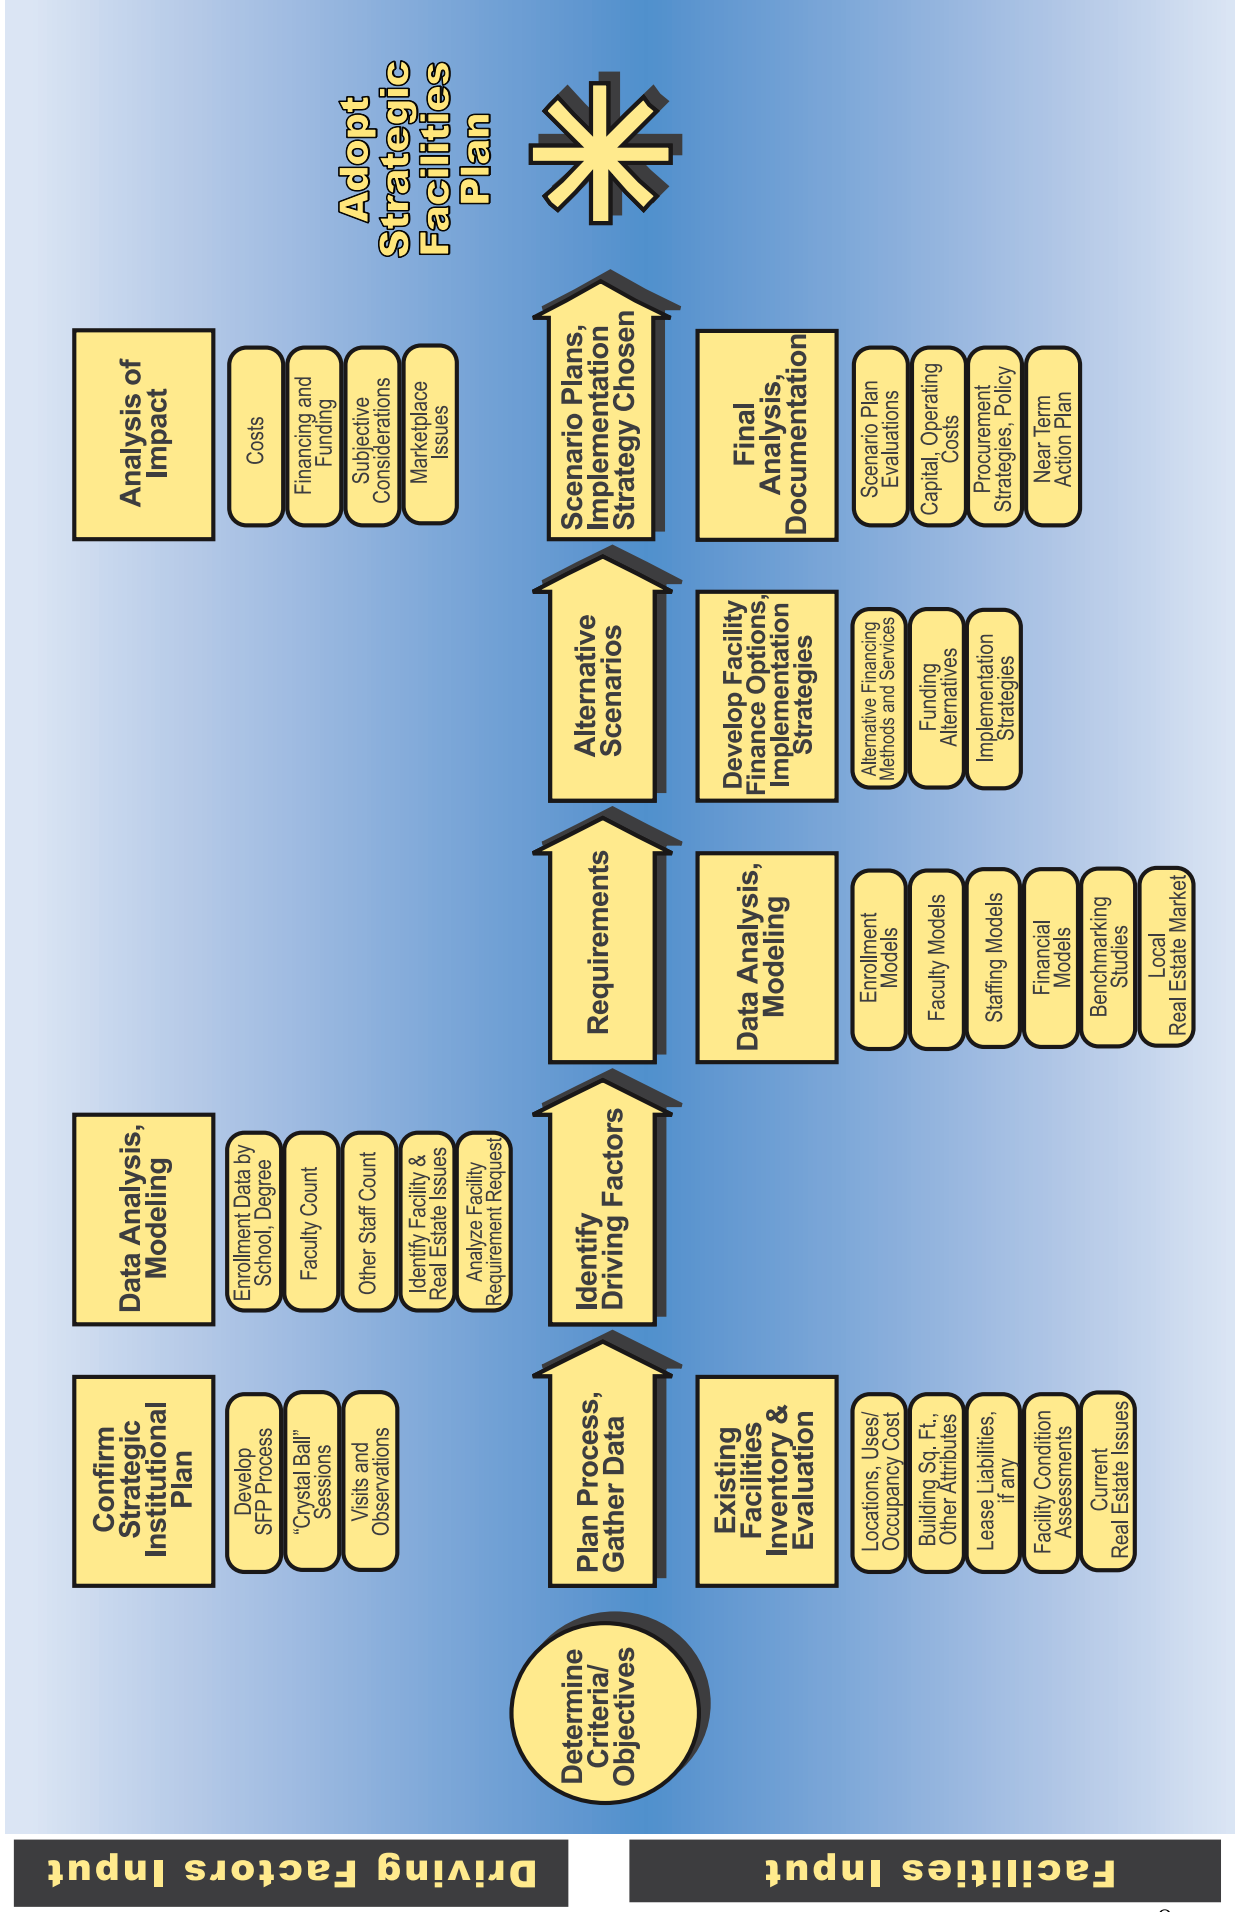 Driving Factors Input
Confirm
Strategic
Institutional
Plan
Develop
SFP Process
“Crystal Ball”
Sessions
Visits and
Observations
Data Analysis,
Modeling
Enrollment Data by
School, Degree
Faculty Count
Other Staff Count
Identify Facility &
Real Estate Issues
Analyze Facility
Requirement Request
Analysis of
Impact
Costs
Financing and
Funding
Subjective
Considerations
Marketplace
Issues
Determine
Criteria/
Objectives
Plan Process,
Gather Data
Identify
Driving Factors
Requirements
Alternative
Scenarios
Scenario Plans,
Implementation
Strategy Chosen
Adopt
Strategic
Facilities
Plan
Facilities Input
Existing
Facilities
Inventory &
Evaluation
Locations, Uses/
Occupancy Cost
Building Sq. Ft.,
Other Attributes
Lease Liabilities,
if any
Facility Condition
Assessments
Current
Real Estate Issues
Data Analysis,
Modeling
Enrollment
Models
Faculty Models
Staffing Models
Financial
Models
Benchmarking
Studies
Local
Real Estate Market
Develop Facility
Finance Options,
Implementation
Strategies
Alternative Financing
Methods and Services
Funding
Alternatives
Implementation
Strategies
Final
Analysis,
Documentation
Scenario Plan
Evaluations
Capital, Operating
Costs
Procurement
Strategies, Policy
Near Term
Action Plan